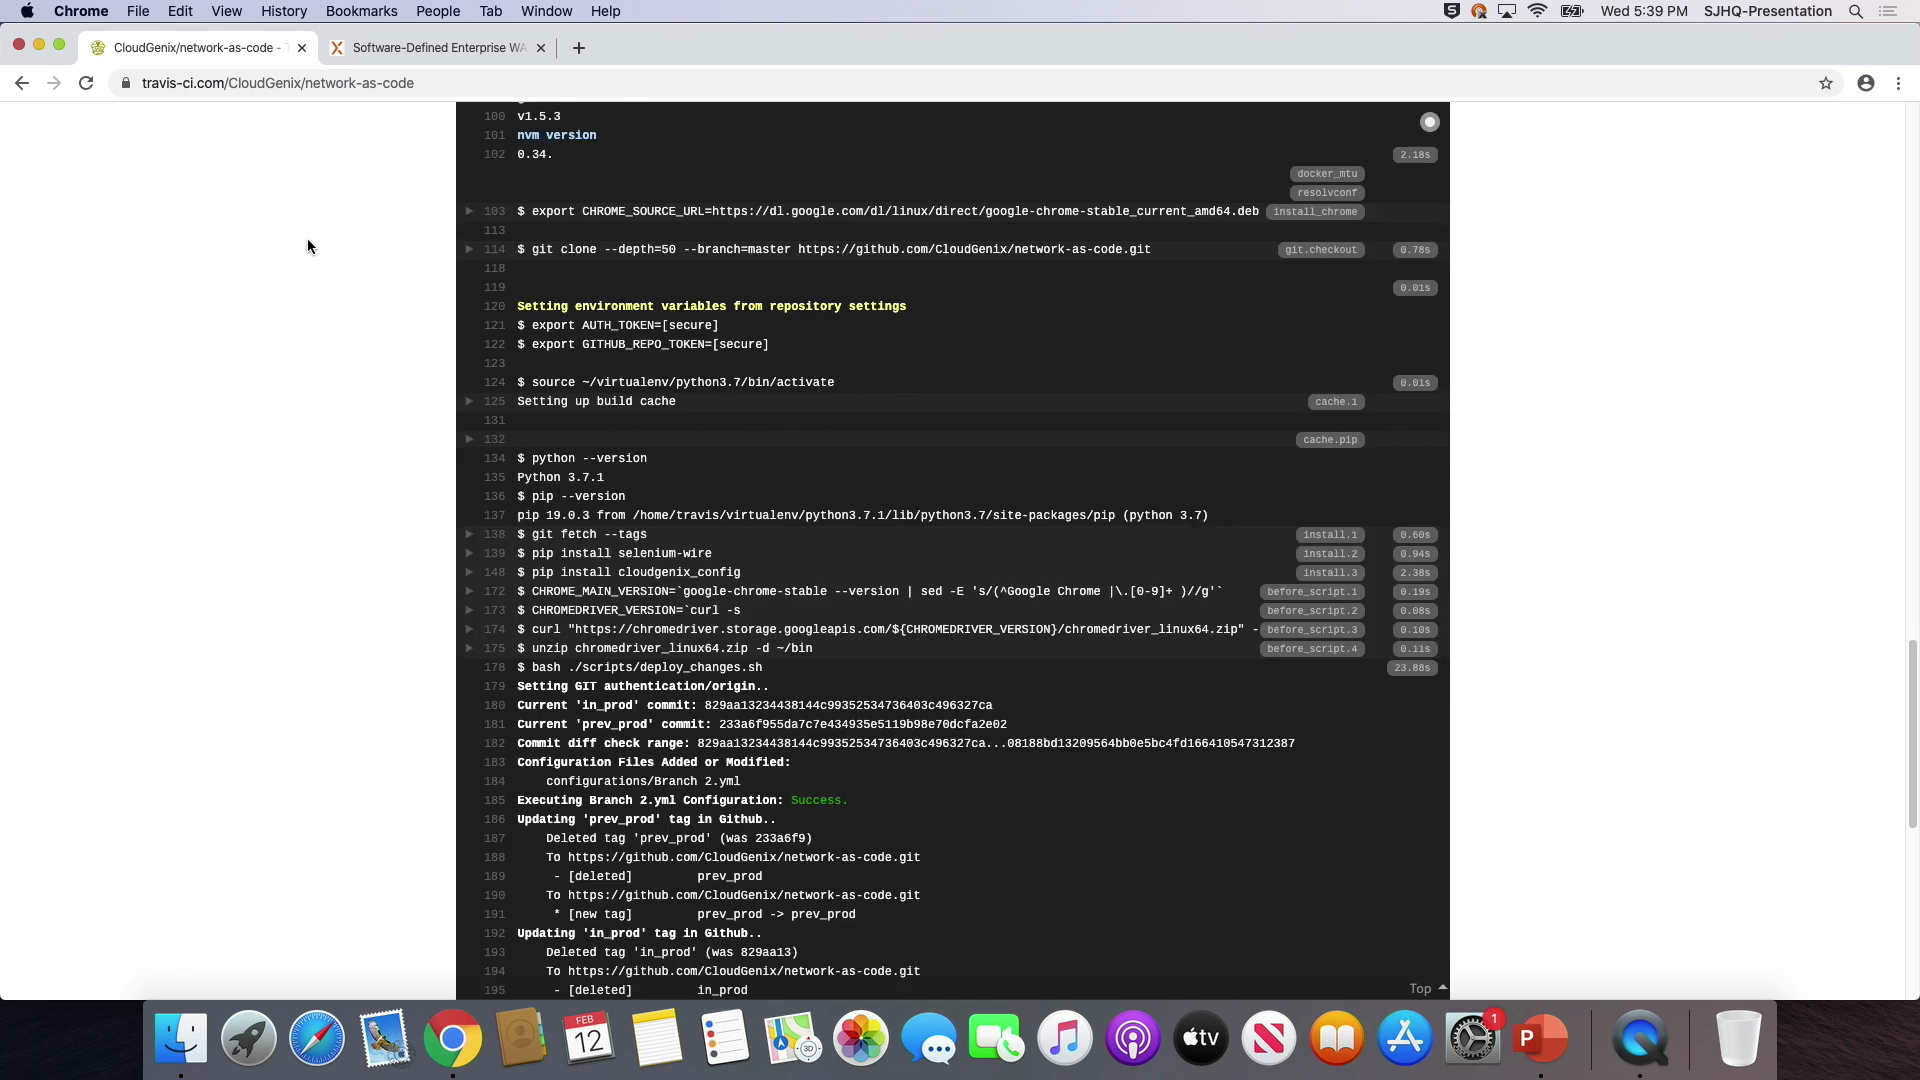 Chrome File Edit View History Bookmarks People Tab Window Help Wed 5:39 PM SJHQ-Presentation
CloudGenix/network-as-code - Software-Defined Enterprise WA
travis-ci.com/CloudGenix/network-as-code
100 v1.5.3
101 nvm version
102 0.34. 2.18s
docker_mtu
resolvconf
103 $ export CHROME_SOURCE_URL=https://dl.google.com/dl/linux/direct/google-chrome-stable_current_amd64.deb install_chrome
113
114 $ git clone --depth=50 --branch=master https://github.com/CloudGenix/network-as-code.git git.checkout 0.78s
118
119 0.01s
120 Setting environment variables from repository settings
121 $ export AUTH_TOKEN=[secure]
122 $ export GITHUB_REPO_TOKEN=[secure]
123
124 $ source ~/virtualenv/python3.7/bin/activate 0.01s
125 Setting up build cache cache.1
131
132 cache.pip
134 $ python --version
135 Python 3.7.1
136 $ pip --version
137 pip 19.0.3 from /home/travis/virtualenv/python3.7.1/lib/python3.7/site-packages/pip (python 3.7)
138 $ git fetch --tags install.1 0.60s
139 $ pip install selenium-wire install.2 0.94s
148 $ pip install cloudgenix_config install.3 2.38s
172 $ CHROME_MAIN_VERSION=`google-chrome-stable --version | sed -E 's/(^Google Chrome |\.[0-9]+ )//g'` before_script.1 0.19s
173 $ CHROMEDRIVER_VERSION=`curl -s before_script.2 0.08s
174 $ curl "https://chromedriver.storage.googleapis.com/${CHROMEDRIVER_VERSION}/chromedriver_linux64.zip" - before_script.3 0.10s
175 $ unzip chromedriver_linux64.zip -d ~/bin before_script.4 0.11s
178 $ bash ./scripts/deploy_changes.sh 23.88s
179 Setting GIT authentication/origin..
180 Current 'in_prod' commit: 829aa13234438144c99352534736403c496327ca
181 Current 'prev_prod' commit: 233a6f955da7c7e434935e5119b98e70dcfa2e02
182 Commit diff check range: 829aa13234438144c99352534736403c496327ca...08188bd13209564bb0e5bc4fd166410547312387
183 Configuration Files Added or Modified:
184 configurations/Branch 2.yml
185 Executing Branch 2.yml Configuration: Success.
186 Updating 'prev_prod' tag in Github..
187 Deleted tag 'prev_prod' (was 233a6f9)
188 To https://github.com/CloudGenix/network-as-code.git
189 - [deleted] prev_prod
190 To https://github.com/CloudGenix/network-as-code.git
191 * [new tag] prev_prod -> prev_prod
192 Updating 'in_prod' tag in Github..
193 Deleted tag 'in_prod' (was 829aa13)
194 To https://github.com/CloudGenix/network-as-code.git
195 - [deleted] in_prod
Top
FEB
12
3D
tv
1
P